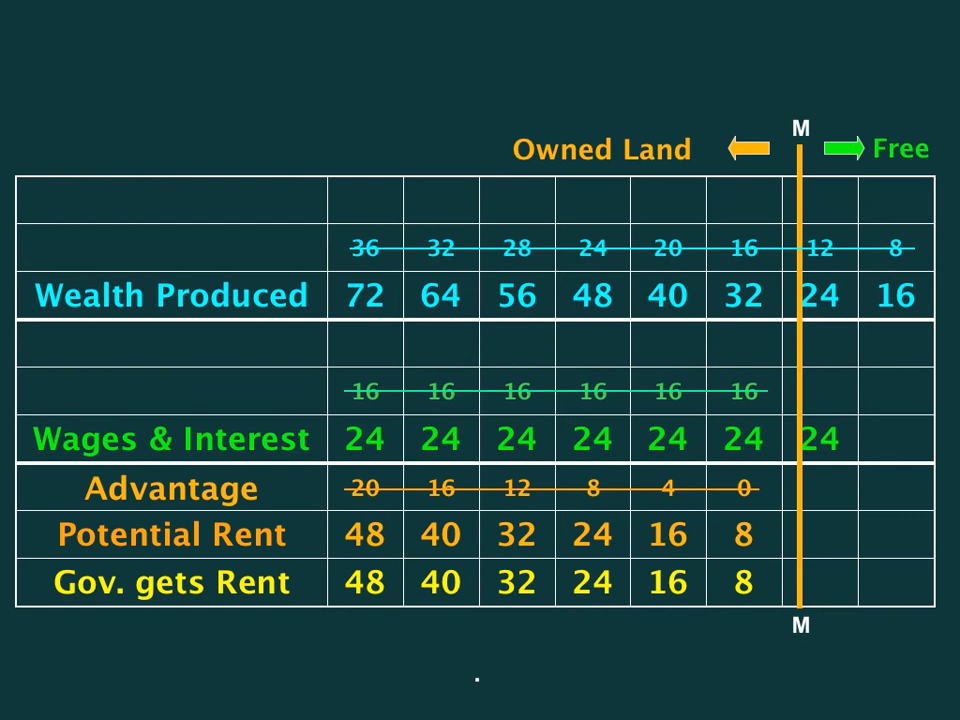 M
Owned Land Free
36 32 28 24 20 16 12 8
Wealth Produced 72 64 56 48 40 32 24 16
16 16 16 16 16 16
Wages & Interest 24 24 24 24 24 24 24
Advantage 20 16 12 8 4 0
Potential Rent 48 40 32 24 16 8
Gov. gets Rent 48 40 32 24 16 8
M
.